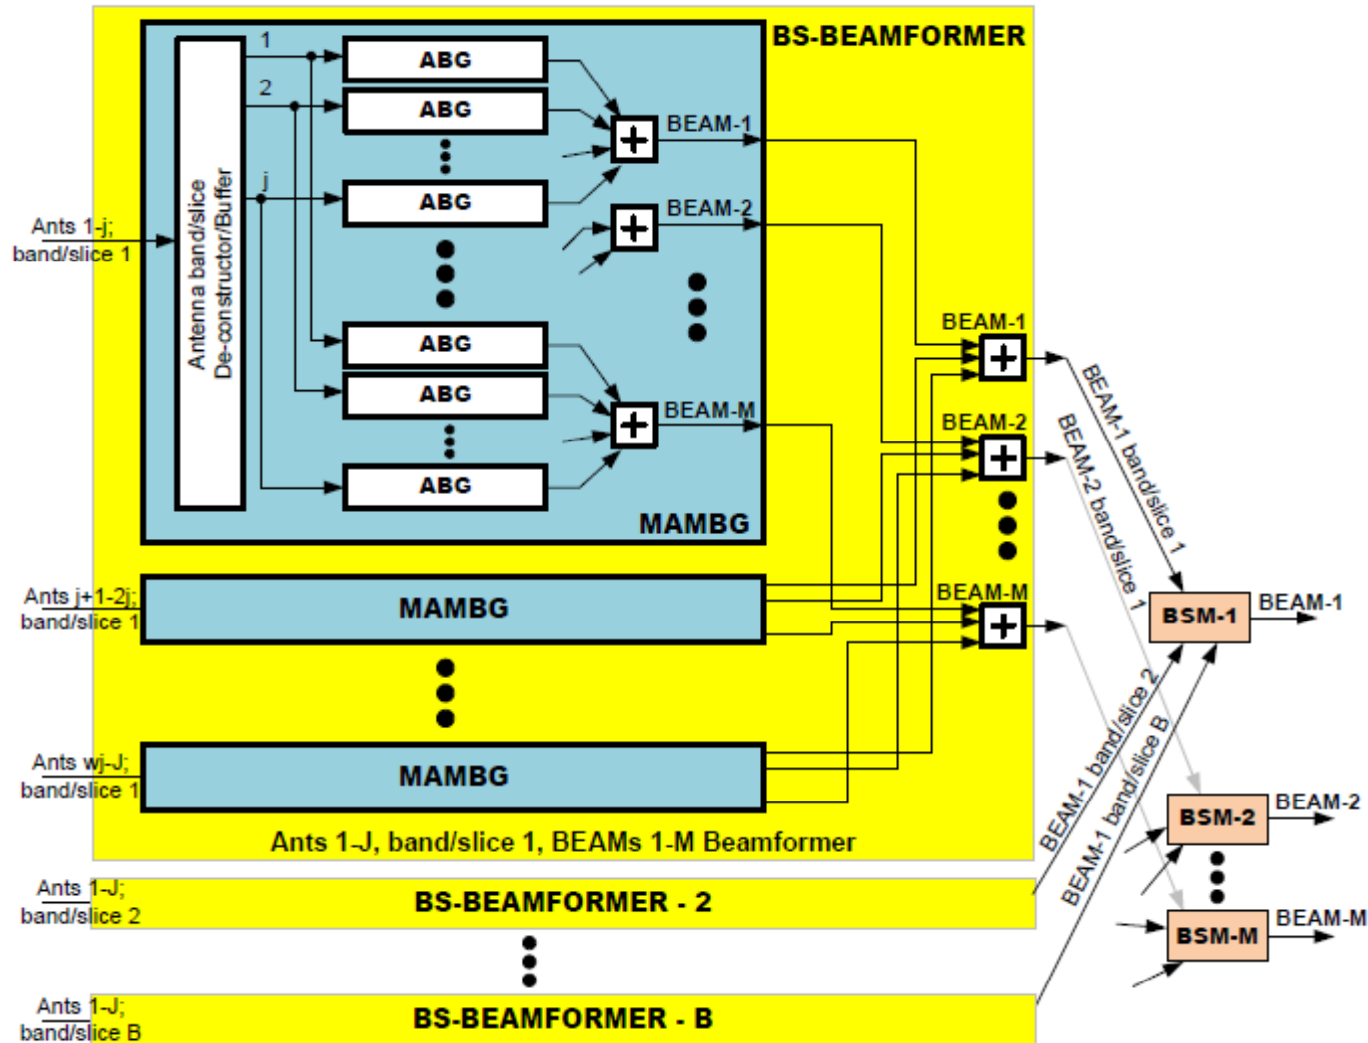 BS-BEAMFORMER
1
ABG
2
ABG
BEAM-1
j
ABG
BEAM-2
Ants 1-j;
band/slice 1
Antenna band/slice
De-constructor/Buffer
ABG
ABG
BEAM-M
ABG
MAMBG
BEAM-1
BEAM-2
BEAM-M
BEAM-1 band/slice 1
BEAM-2 band/slice 1
Ants j+1-2j;
band/slice 1
MAMBG
BSM-1
BEAM-1
Ants wj-J;
band/slice 1
MAMBG
BEAM-1 band/slice 2
BEAM-1 band/slice B
BSM-2
BEAM-2
Ants 1-J, band/slice 1, BEAMs 1-M Beamformer
Ants 1-J;
band/slice 2
BS-BEAMFORMER - 2
BSM-M
BEAM-M
Ants 1-J;
band/slice B
BS-BEAMFORMER - B